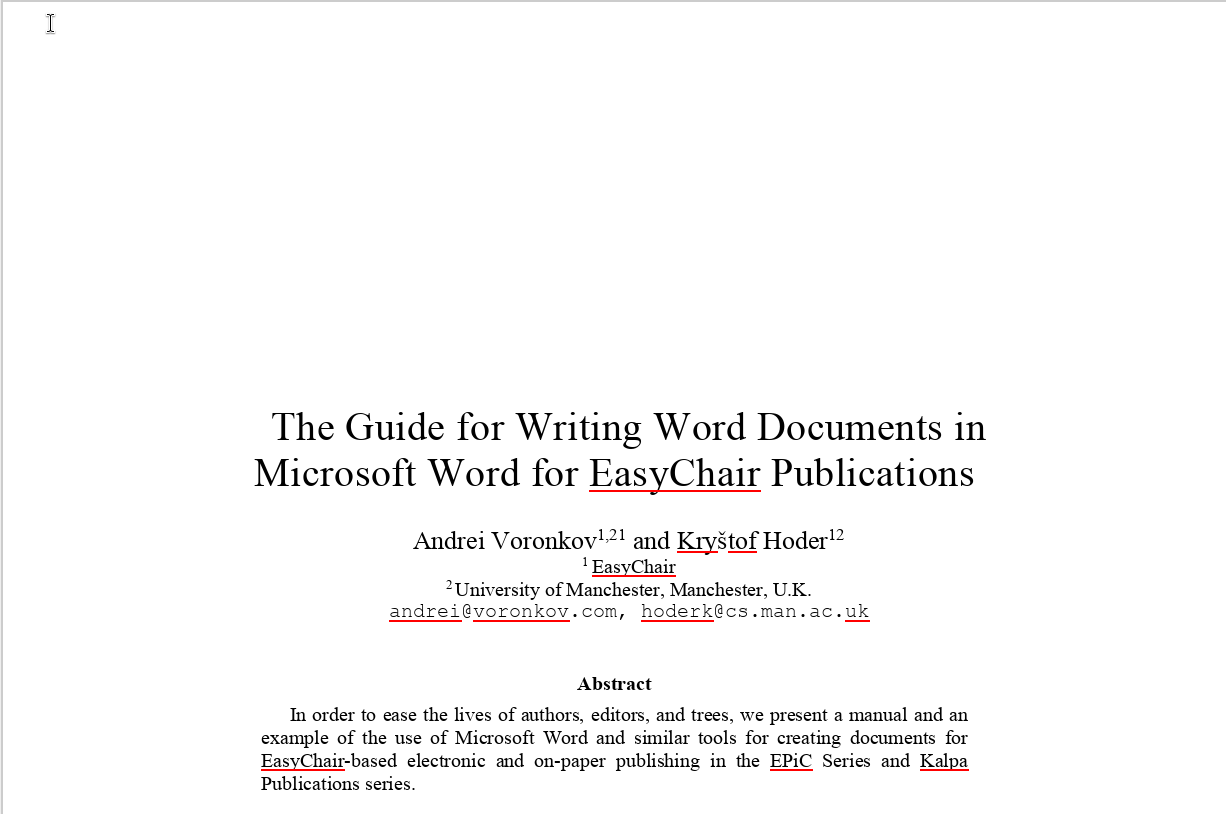 The Guide for Writing Word Documents in
Microsoft Word for EasyChair Publications
Andrei Voronkov1,21 and Kryštof Hoder12
1 EasyChair
2 University of Manchester, Manchester, U.K.
andrei@voronkov.com, hoderk@cs.man.ac.uk
Abstract
In order to ease the lives of authors, editors, and trees, we present a manual and an
example of the use of Microsoft Word and similar tools for creating documents for
EasyChair-based electronic and on-paper publishing in the EPiC Series and Kalpa
Publications series.